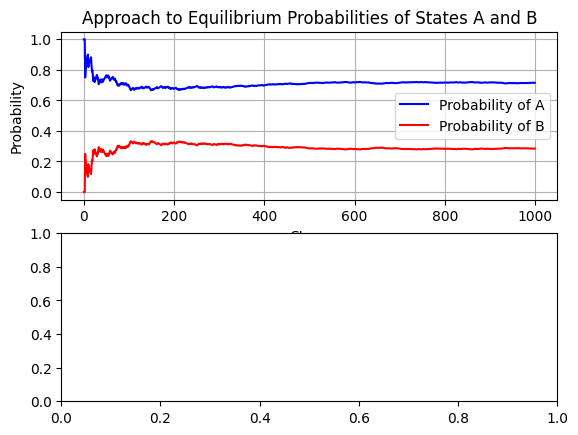 Approach to Equilibrium Probabilities of States A and B
Probability
1.0
0.8
0.6
0.4
0.2
0.0
Probability of A
Probability of B
0 200 400 600 800 1000
1.0
0.8
0.6
0.4
0.2
0.0
0.0 0.2 0.4 0.6 0.8 1.0